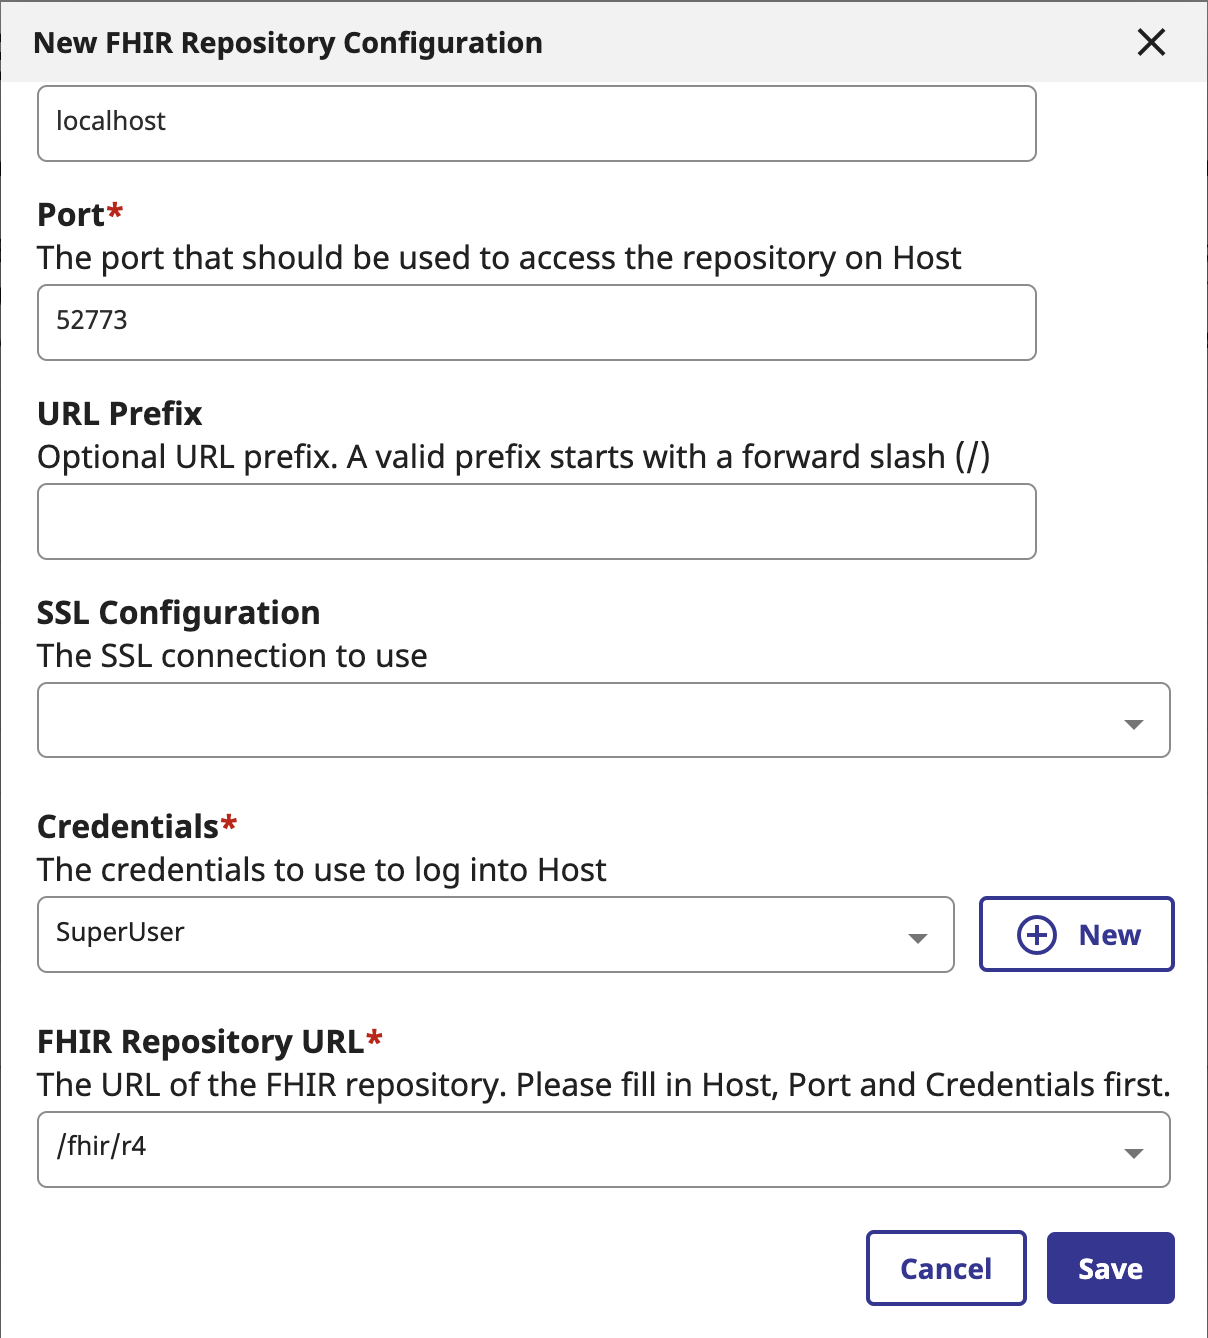 New FHIR Repository Configuration
localhost
Port*
The port that should be used to access the repository on Host
52773
URL Prefix
Optional URL prefix. A valid prefix starts with a forward slash (/)
SSL Configuration
The SSL connection to use
Credentials*
The credentials to use to log into Host
SuperUser
New
FHIR Repository URL*
The URL of the FHIR repository. Please fill in Host, Port and Credentials first.
/fhir/r4
Cancel
Save